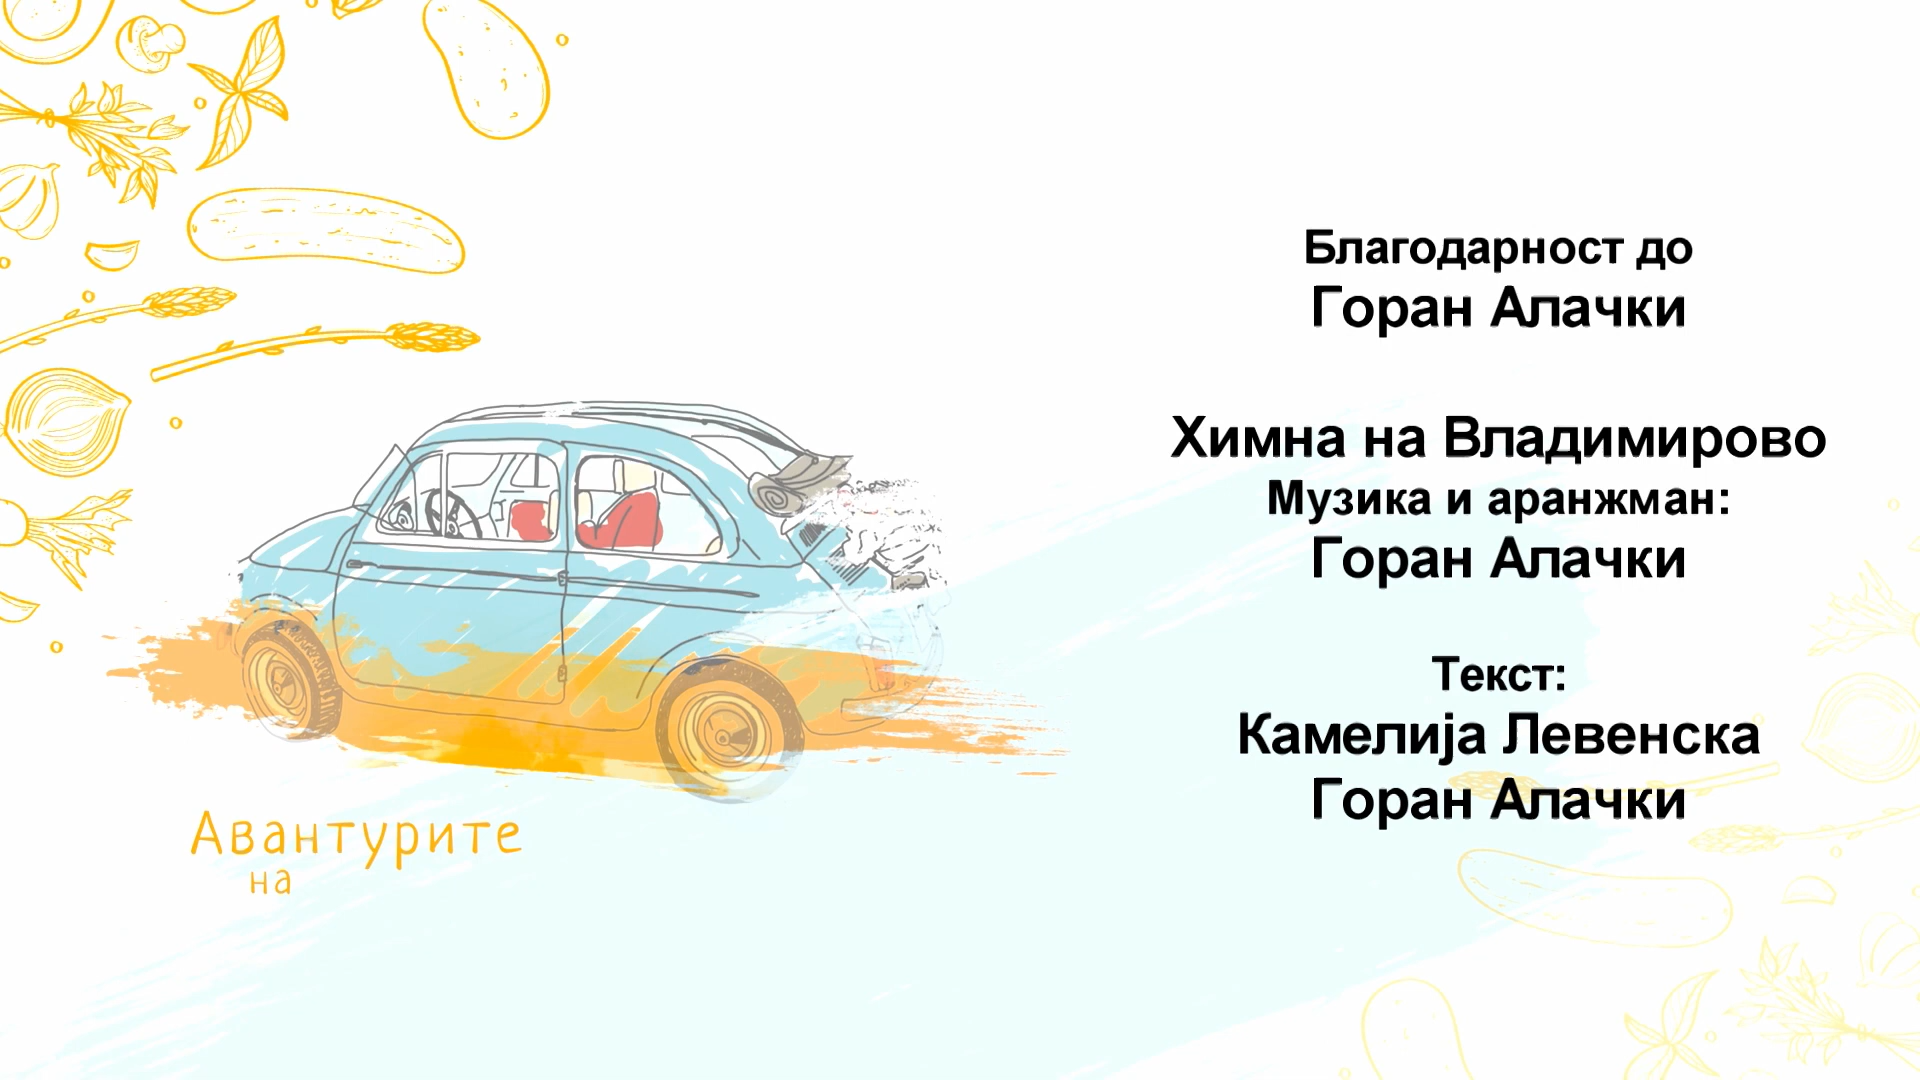 Благодарност до
Горан Алачки
Химна на Владимирово
Музика и аранжман:
Горан Алачки
Текст:
Камелија Левенска
Горан Алачки
Авантурите
на